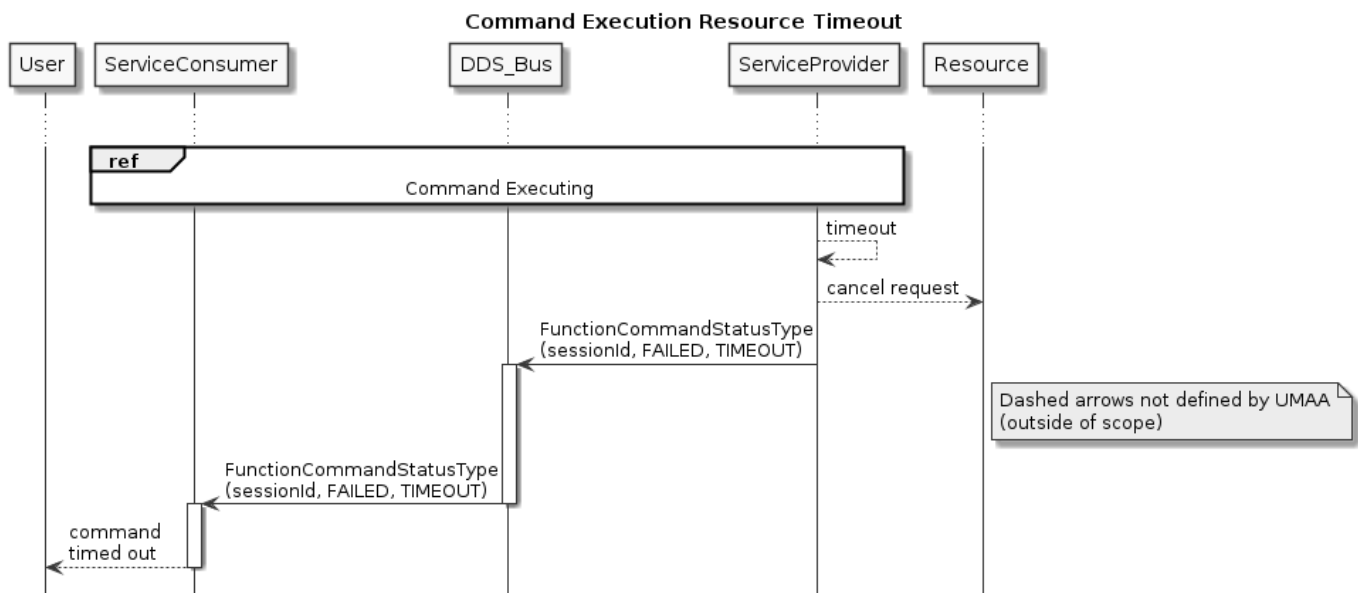 Command Execution Resource Timeout
User
ServiceConsumer
DDS_Bus
ServiceProvider
Resource
ref
Command Executing
timeout
cancel request
FunctionCommandStatusType
(sessionId, FAILED, TIMEOUT)
Dashed arrows not defined by UMAA
(outside of scope)
FunctionCommandStatusType
(sessionId, FAILED, TIMEOUT)
command
timed out